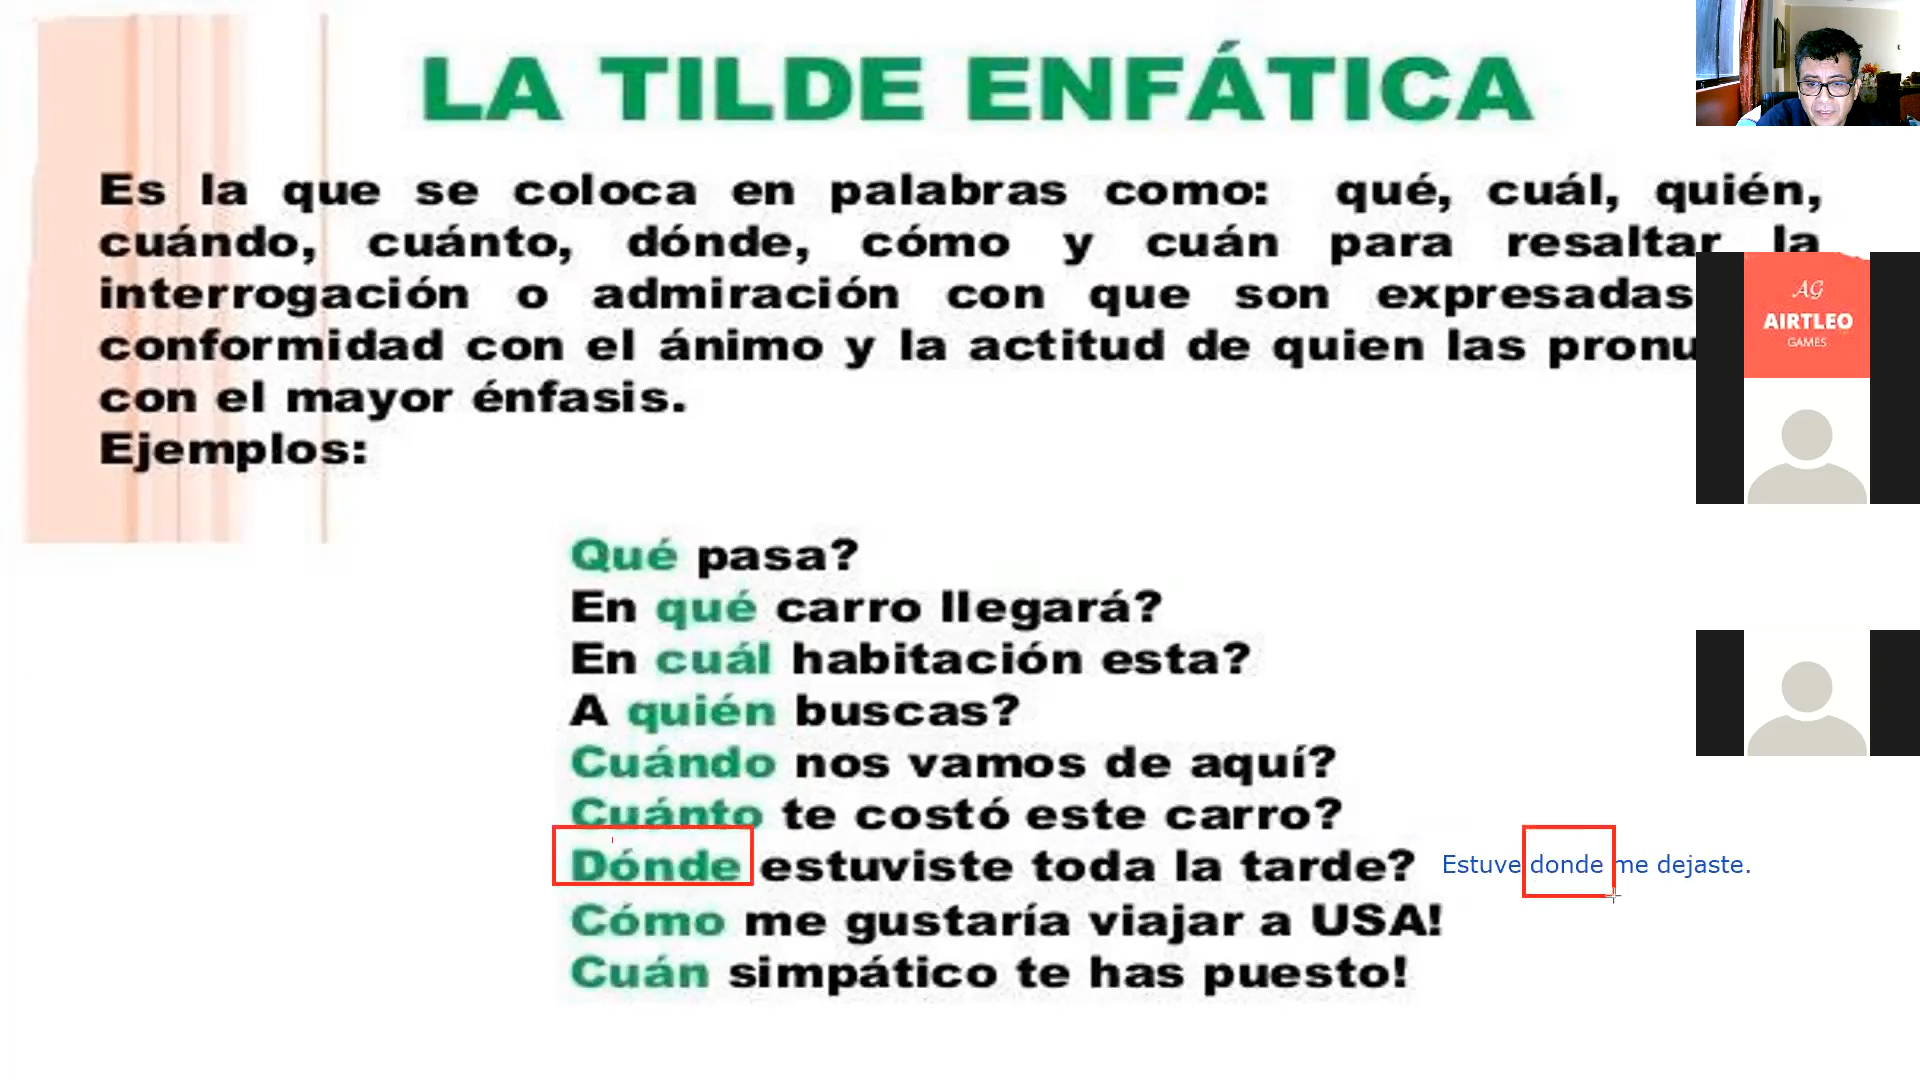 LA TILDE ENFÁTICA
Es la que se coloca en palabras como: qué, cuál, quién,
cuándo, cuánto, dónde, cómo y cuán para resaltar la
interrogación o admiración con que son expresadas
conformidad con el ánimo y la actitud de quien las
con el mayor énfasis.
Ejemplos:
AG
AIRTLEO
GAMES
Qué pasa?
En qué carro llegará?
En cuál habitación esta?
A quién buscas?
Cuándo nos vamos de aquí?
Cuánto te costó este carro?
Dónde estuviste toda la tarde? Estuve donde me dejaste.
Cómo me gustaría viajar a USA!
Cuán simpático te has puesto!